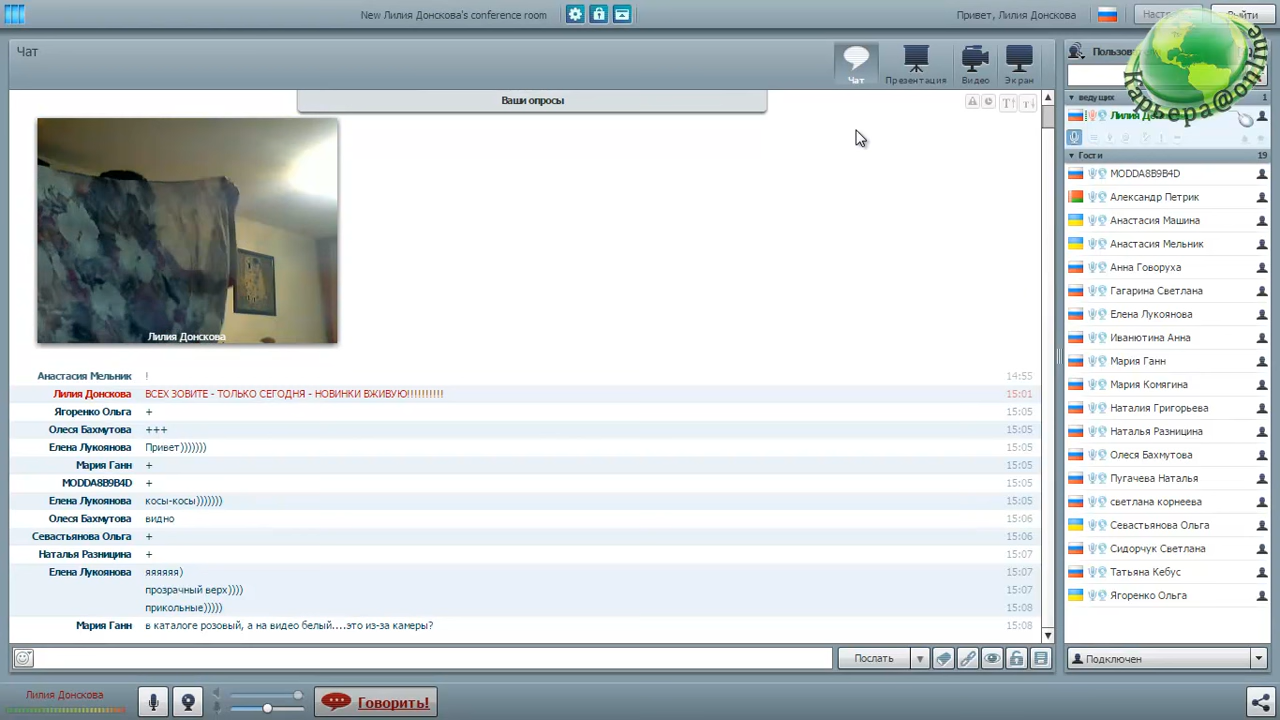 New Лилия Донскова's conference room
Привет, Лилия Донскова
Выйти
Чат
Чат
Презентация
Видео
Экран
Ваши опросы
Карьера@online
Лилия Донскова
Анастасия Мельник ! 14:55
Лилия Донскова ВСЕХ ЗОВИТЕ - ТОЛЬКО СЕГОДНЯ - НОВИНКИ ВЖИВУЮ!!!!!!!!!! 15:01
Ягоренко Ольга + 15:05
Олеся Бахмутова +++ 15:05
Елена Лукоянова Привет))))))) 15:05
Мария Ганн + 15:05
MODDA8B9B4D + 15:05
Елена Лукоянова косы-косы))))))) 15:05
Олеся Бахмутова видно 15:06
Севастьянова Ольга + 15:06
Наталья Разницина + 15:07
Елена Лукоянова яяяяяя) 15:07
прозрачный верх)))) 15:07
прикольные))))) 15:08
Мария Ганн в каталоге розовый, а на видео белый....это из-за камеры? 15:08
Послать
Лилия Донскова
Говорить!
ведущих 1
Гости 19
MODDA8B9B4D
Александр Петрик
Анастасия Машина
Анастасия Мельник
Анна Говоруха
Гагарина Светлана
Елена Лукоянова
Иванютина Анна
Мария Ганн
Мария Комягина
Наталия Григорьева
Наталья Разницина
Олеся Бахмутова
Пугачева Наталья
светлана корнеева
Севастьянова Ольга
Сидорчук Светлана
Татьяна Кебус
Ягоренко Ольга
Подключен